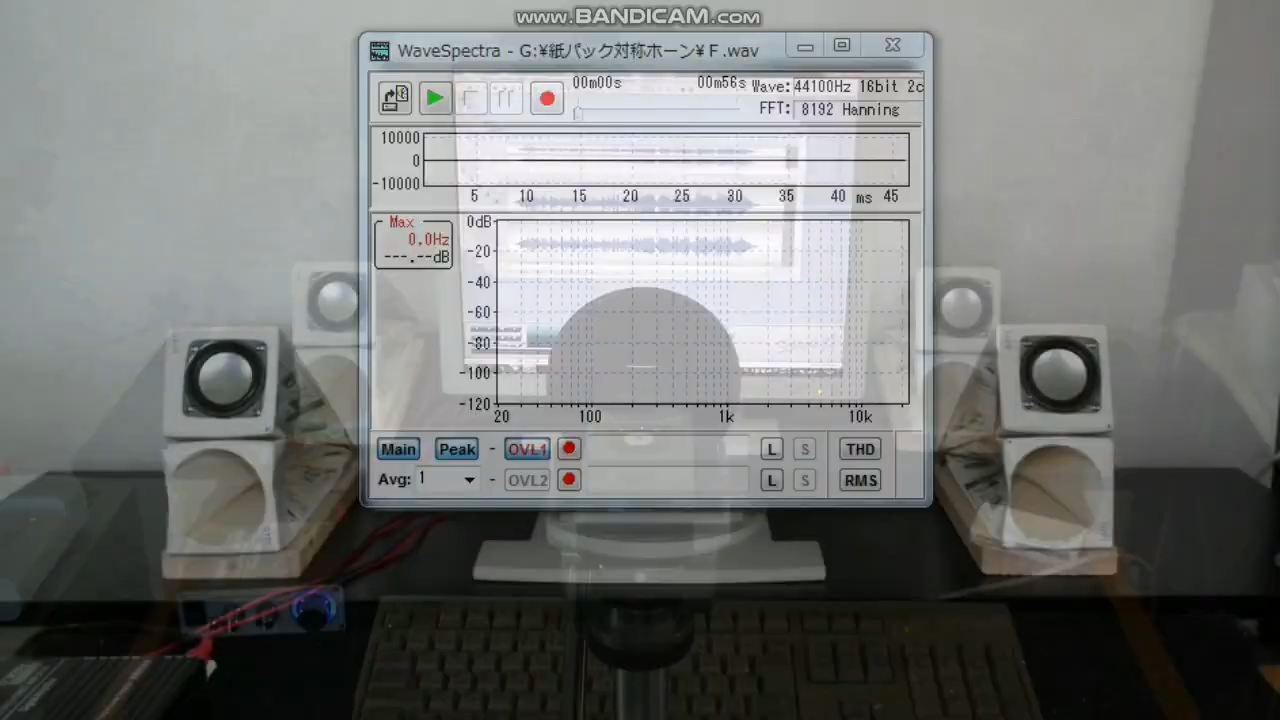 www.BANDICAM.com
WaveSpectra - G:¥紙パック対称ホーン¥Ｆ.wav
00m00s 00m56s Wave: 44100Hz 16bit 2c
FFT: 8192 Hanning
10000
0
-10000
5 10 15 20 25 30 35 40 ms 45
Max
0.0Hz
---.--dB
0dB
-20
-40
-60
-80
-100
-120
20 100 1k 10k
Main Peak - OVL1 L S THD
Avg: 1 - OVL2 L S RMS